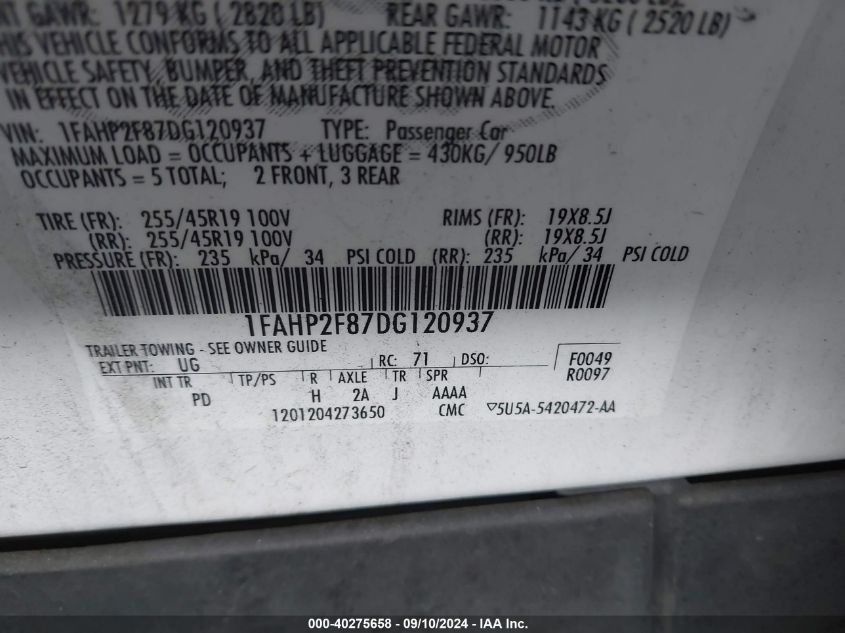 GAWR: 1279 KG ( 2820 LB) REAR GAWR: 1143 KG ( 2520 LB)
THIS VEHICLE CONFORMS TO ALL APPLICABLE FEDERAL MOTOR
VEHICLE SAFETY, BUMPER, AND THEFT PREVENTION STANDARDS
IN EFFECT ON THE DATE OF MANUFACTURE SHOWN ABOVE.
VIN: 1FAHP2F87DG120937 TYPE: Passenger Car
MAXIMUM LOAD = OCCUPANTS + LUGGAGE = 430KG/ 950LB
OCCUPANTS = 5 TOTAL; 2 FRONT, 3 REAR
TIRE (FR): 255/45R19 100V RIMS (FR): 19X8.5J
(RR): 255/45R19 100V (RR): 19X8.5J
PRESSURE (FR): 235 kPa/ 34 PSI COLD (RR): 235 kPa/ 34 PSI COLD
1FAHP2F87DG120937
TRAILER TOWING - SEE OWNER GUIDE
EXT PNT: UG RC: 71 DSO: F0049
INT TR TP/PS R AXLE TR SPR R0097
PD H 2A J AAAA
1201204273650 CMC ▽5U5A-5420472-AA
000-40275658 - 09/10/2024 - IAA Inc.